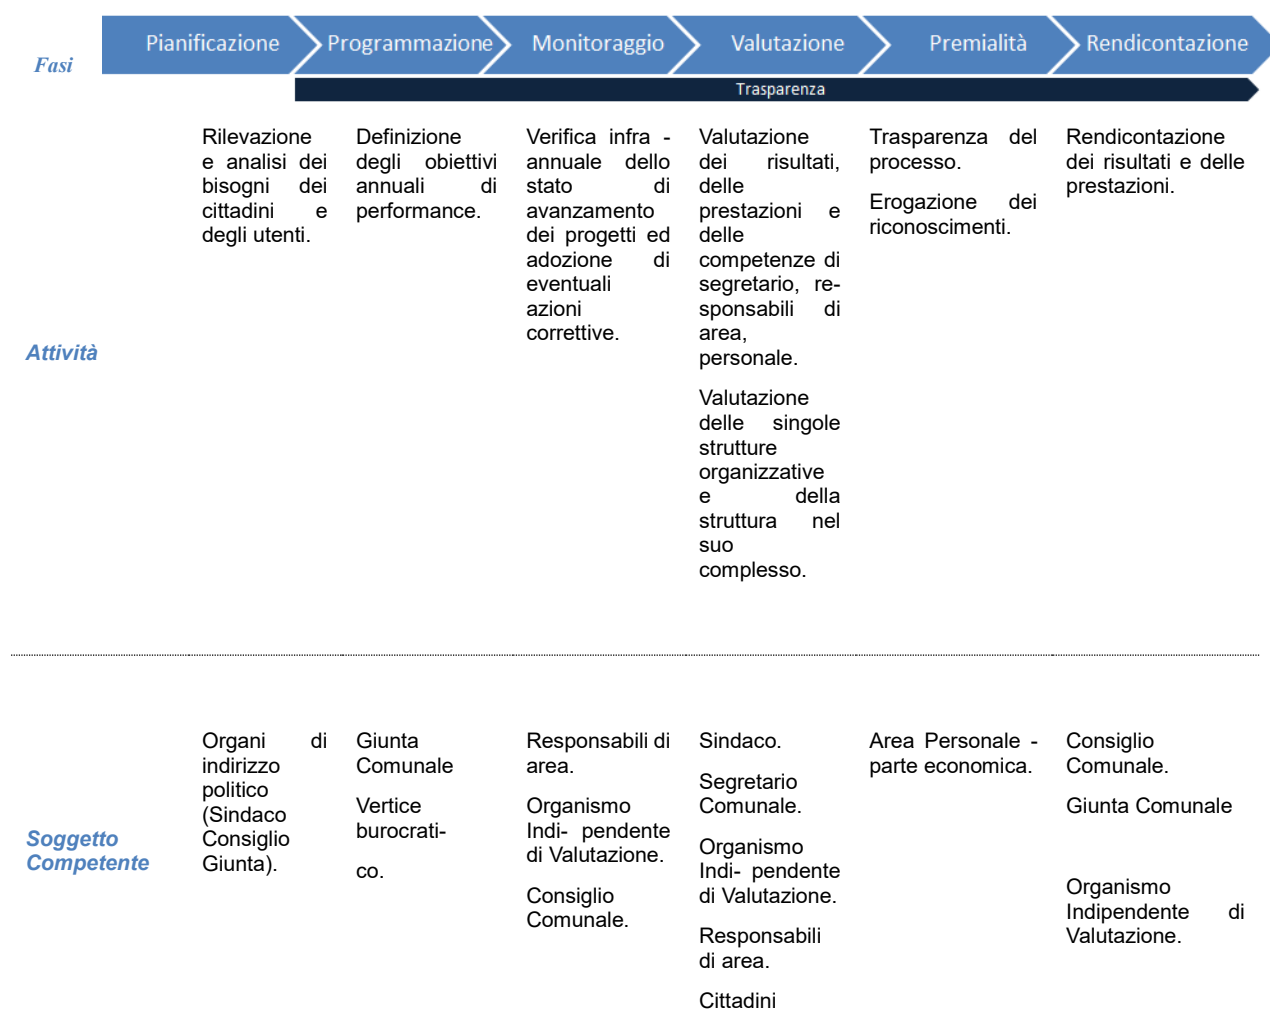 Fasi
Pianificazione
Programmazione
Monitoraggio
Valutazione
Premialità
Rendicontazione
Trasparenza
Attività
Rilevazione
e analisi dei
bisogni dei
cittadini e
degli utenti.
Definizione
degli obiettivi
annuali di
performance.
Verifica infra -
annuale dello
stato di
avanzamento
dei progetti ed
adozione di
eventuali
azioni
correttive.
Valutazione
dei risultati,
delle
prestazioni e
delle
competenze di
segretario, re-
sponsabili di
area,
personale.
Valutazione
delle singole
strutture
organizzative
e della
struttura nel
suo
complesso.
Trasparenza del
processo.
Erogazione dei
riconoscimenti.
Rendicontazione
dei risultati e delle
prestazioni.
Soggetto
Competente
Organi di
indirizzo
politico
(Sindaco
Consiglio
Giunta).
Giunta
Comunale
Vertice
burocrati-
co.
Responsabili di
area.
Organismo
Indi- pendente
di Valutazione.
Consiglio
Comunale.
Sindaco.
Segretario
Comunale.
Organismo
Indi- pendente
di Valutazione.
Responsabili
di area.
Cittadini
Area Personale -
parte economica.
Consiglio
Comunale.
Giunta Comunale
Organismo
Indipendente di
Valutazione.